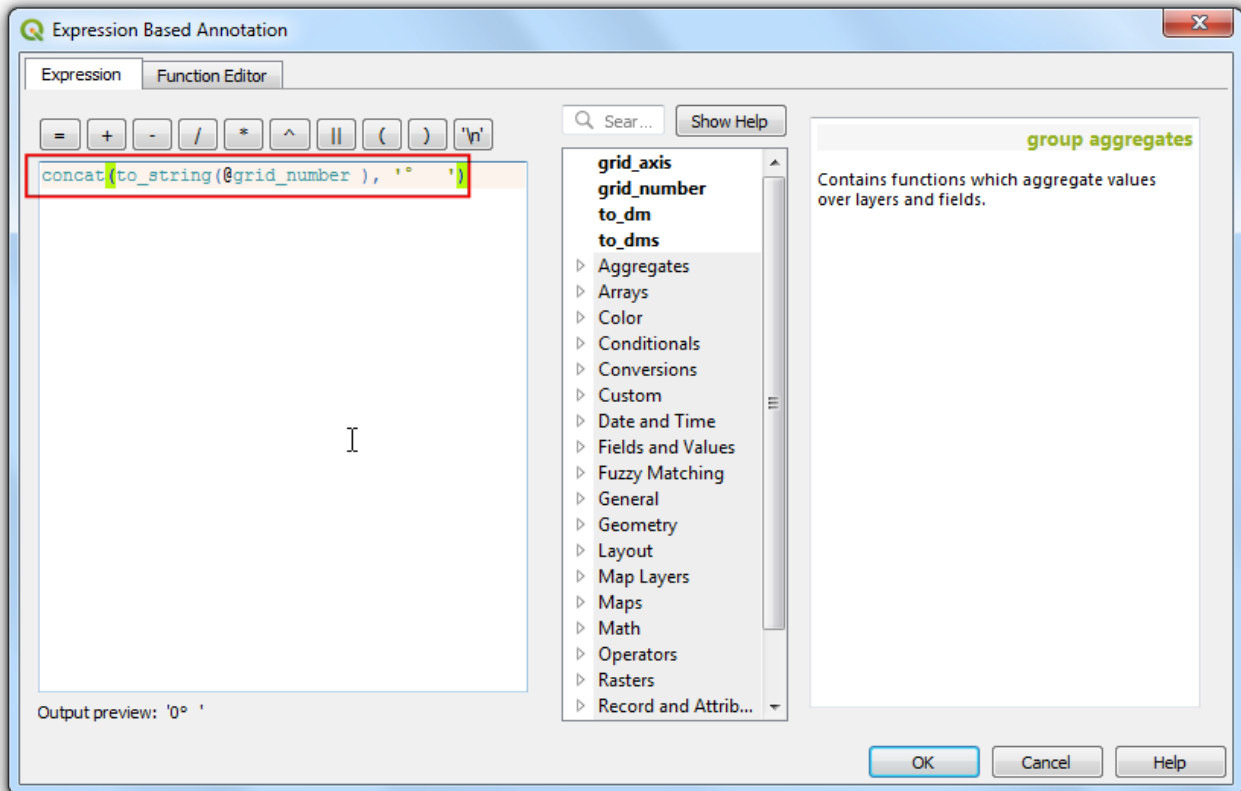 Expression Based Annotation
Expression Function Editor
= + - / * ^ || ( ) '\n'
concat(to_string(@grid_number ), '°   ')
Output preview: '0°  '
Sear... Show Help
grid_axis
grid_number
to_dm
to_dms
Aggregates
Arrays
Color
Conditionals
Conversions
Custom
Date and Time
Fields and Values
Fuzzy Matching
General
Geometry
Layout
Map Layers
Maps
Math
Operators
Rasters
Record and Attrib...
group aggregates
Contains functions which aggregate values
over layers and fields.
OK Cancel Help